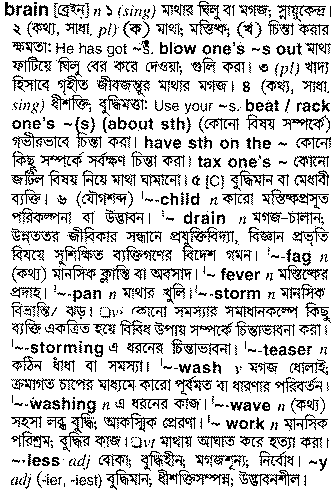 brain [ব্রেইন্] n ১ (sing) মাথার ঘিলু বা মগজ; স্নায়ুকেন্দ্র।
২ (কথ্য, সাধা. pl) (ক) মাথা; মস্তিষ্ক; (খ) চিন্তা করার
ক্ষমতা: He has got ~s. blow one's ~s out মাথা
ফাটিয়ে ঘিলু বের করে দেওয়া; গুলি করা। ৩ (pl) খাদ্য
হিসাবে গৃহীত জীবজন্তুর মাথার মগজ। ৪ (কথ্য, সাধা.
sing) ধীশক্তি; বুদ্ধিমত্তা: Use your ~s. beat / rack
one's ~(s) (about sth) (কোনো বিষয় সম্পর্কে)
গভীরভাবে চিন্তা করা। have sth on the ~ কোনো
কিছু সম্পর্কে সর্বক্ষণ চিন্তা করা। tax one's ~ কোনো
জটিল বিষয় নিয়ে মাথা ঘামানো। ৫ [C] বুদ্ধিমান বা মেধাবী
ব্যক্তি। ৬ (যৌগশব্দ) '~-child n কারো মস্তিষ্কপ্রসূত
পরিকল্পনা বা উদ্ভাবন। '~ drain n মগজ-চালান;
উন্নততর জীবিকার সন্ধানে প্রযুক্তিবিদ্যা, বিজ্ঞান প্রভৃতি
বিষয়ে সুশিক্ষিত ব্যক্তিগণের বিদেশ গমন। '~-fag n
(কথ্য) মানসিক ক্লান্তি বা অবসাদ। '~ fever n মস্তিষ্কের
প্রদাহ। '~-pan n মাথার খুলি। '~-storm n মানসিক
বিভ্রান্তি/ ঝড়। □vi কোনো সমস্যার সমাধানকল্পে কিছু
ব্যক্তি একত্রিত হয়ে বিবিধ উপায় সম্পর্কে চিন্তাভাবনা করা।
'~-storming এ ধরনের চিন্তাভাবনা। '~-teaser n
কঠিন ধাঁধা বা সমস্যা। '~-wash v মগজ ধোলাই;
ক্রমাগত চাপের মাধ্যমে কারো পূর্বমত বা ধারণার পরিবর্তন।
'~-washing n এ ধরনের কাজ। '~-wave n (কথ্য)
সহসা লব্ধ বুদ্ধি; আকস্মিক প্রেরণা। '~ work n মানসিক
পরিশ্রম; বুদ্ধির কাজ। □vt মাথায় আঘাত করে হত্যা করা।
~·less adj বোকা; বুদ্ধিহীন; মগজশূন্য; নির্বোধ। ~y
adj (-ier, -iest) বুদ্ধিমান; ধীশক্তিসম্পন্ন; উদ্ভাবনশীল।